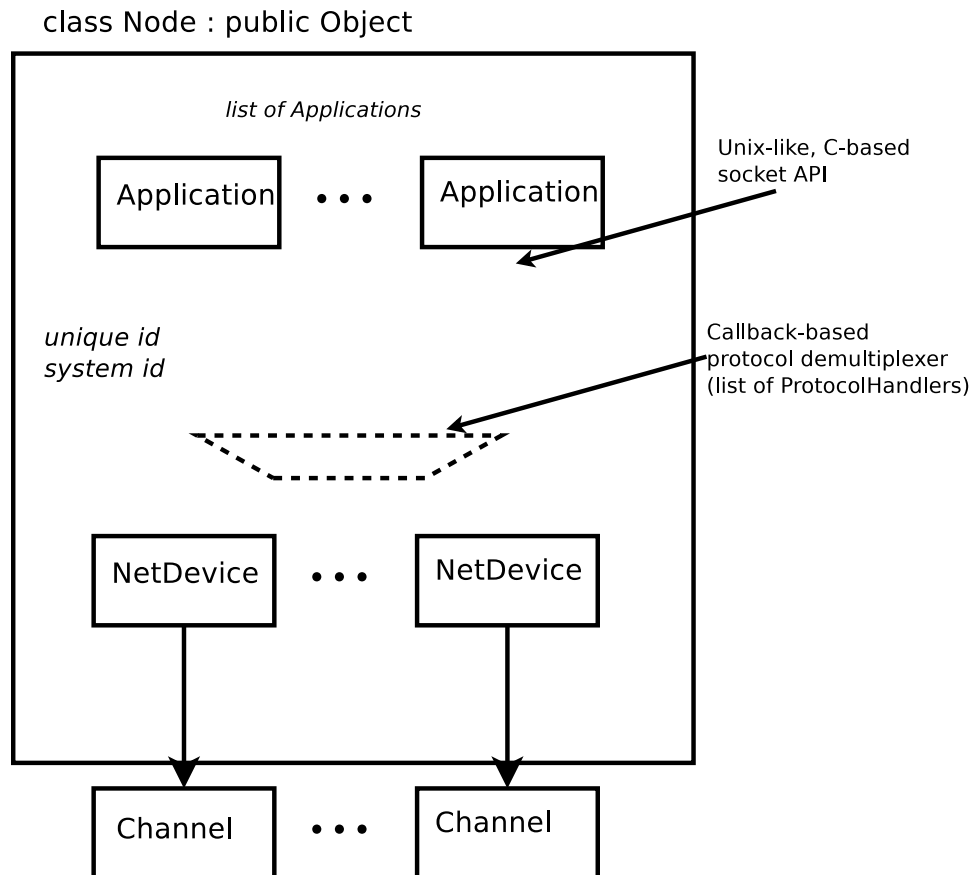 class Node : public Object
list of Applications
Unix-like, C-based
socket API
Application
Application
unique id
system id
Callback-based
protocol demultiplexer
(list of ProtocolHandlers)
NetDevice
NetDevice
Channel
Channel